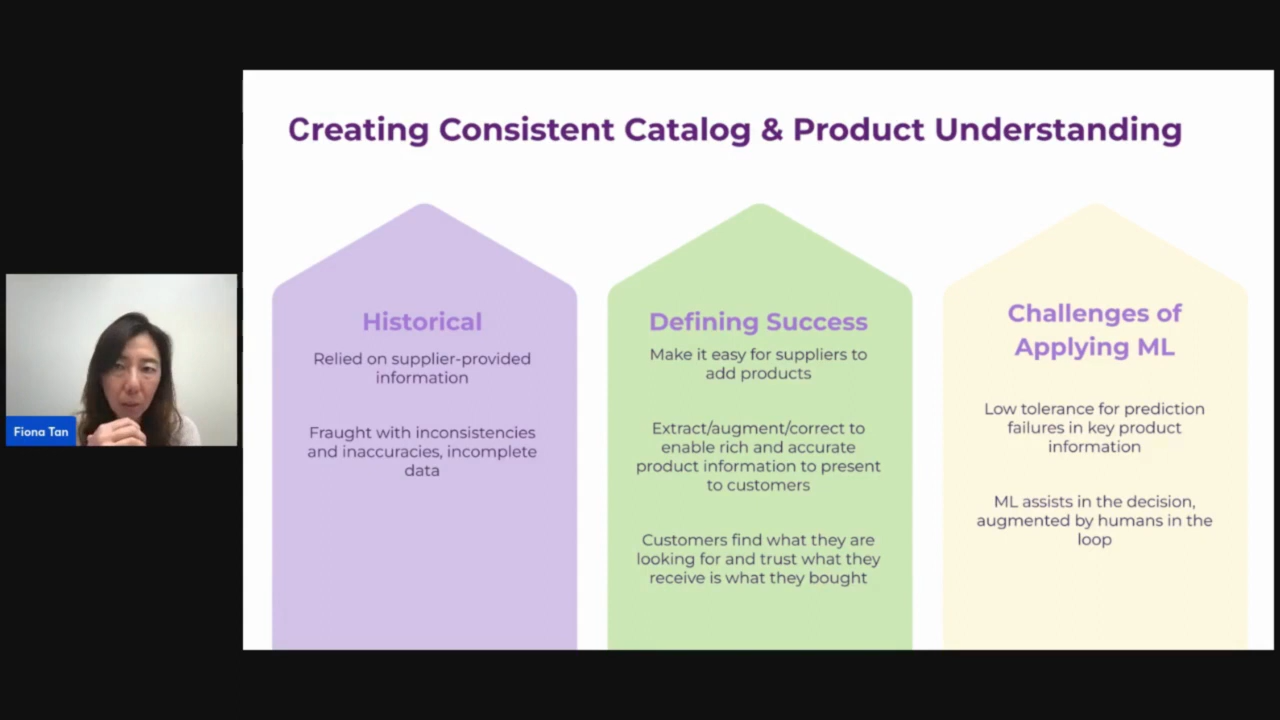 Creating Consistent Catalog & Product Understanding
Historical
Relied on supplier-provided
information
Fraught with inconsistencies
and inaccuracies, incomplete
data
Defining Success
Make it easy for suppliers to
add products
Extract/augment/correct to
enable rich and accurate
product information to present
to customers
Customers find what they are
looking for and trust what they
receive is what they bought
Challenges of
Applying ML
Low tolerance for prediction
failures in key product
information
ML assists in the decision,
augmented by humans in the
loop
Fiona Tan